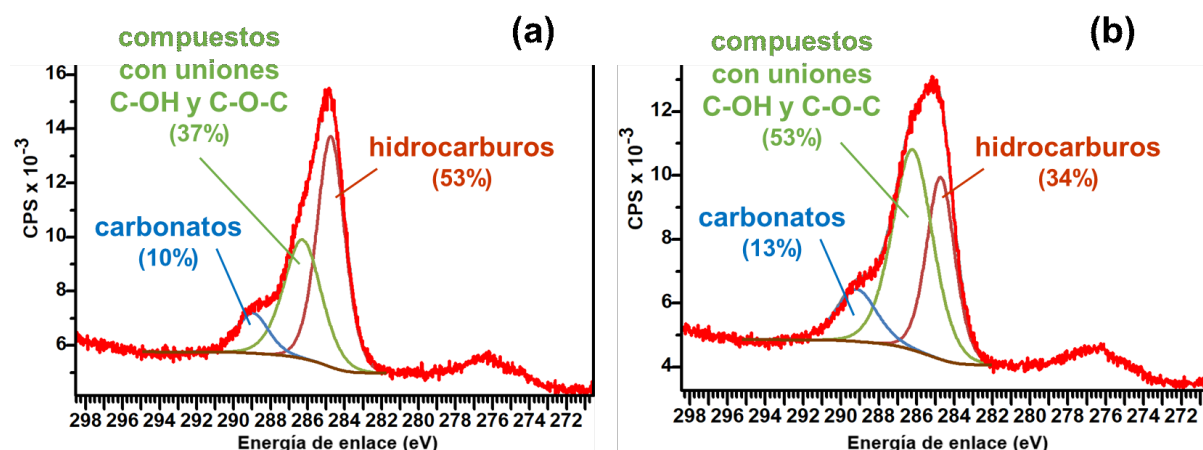 (a)
compuestos
con uniones
C-OH y C-O-C
(37%)
hidrocarburos
(53%)
carbonatos
(10%)
CPS x 10⁻³
16
14
12
10
8
6
298 296 294 292 290 288 286 284 282 280 278 276 274 272
Energía de enlace (eV)
(b)
compuestos
con uniones
C-OH y C-O-C
(53%)
hidrocarburos
(34%)
carbonatos
(13%)
CPS x 10⁻³
12
10
8
6
4
298 296 294 292 290 288 286 284 282 280 278 276 274 272
Energía de enlace (eV)